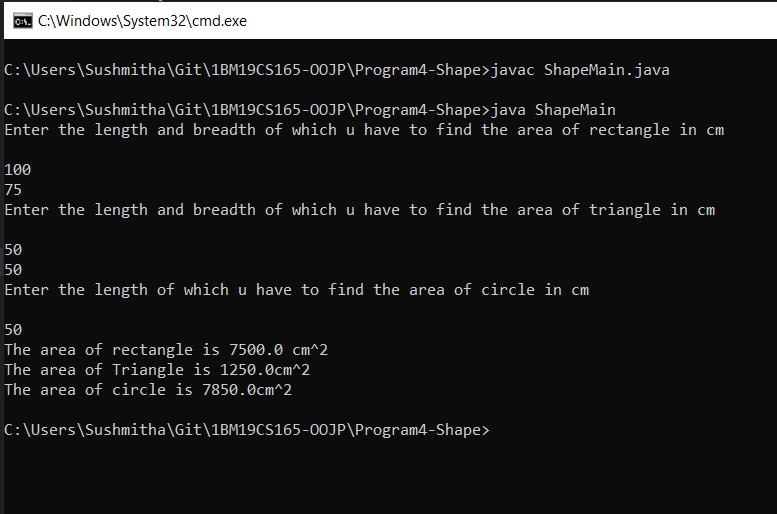 C:\Windows\System32\cmd.exe
C:\Users\Sushmitha\Git\1BM19CS165-OOJP\Program4-Shape>javac ShapeMain.java
C:\Users\Sushmitha\Git\1BM19CS165-OOJP\Program4-Shape>java ShapeMain
Enter the length and breadth of which u have to find the area of rectangle in cm
100
75
Enter the length and breadth of which u have to find the area of triangle in cm
50
50
Enter the length of which u have to find the area of circle in cm
50
The area of rectangle is 7500.0 cm^2
The area of Triangle is 1250.0cm^2
The area of circle is 7850.0cm^2
C:\Users\Sushmitha\Git\1BM19CS165-OOJP\Program4-Shape>